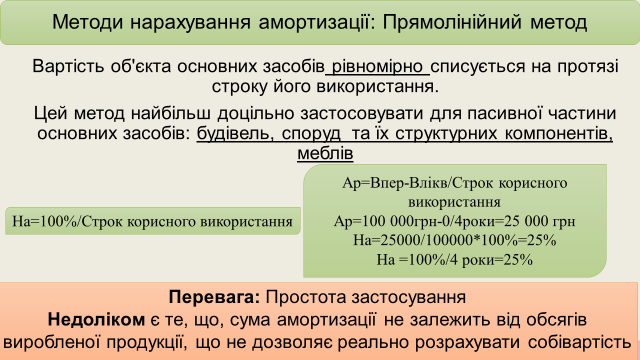 Методи нарахування амортизації: Прямолінійний метод
Вартість об'єкта основних засобів рівномірно списується на протязі
строку його використання.
Цей метод найбільш доцільно застосовувати для пасивної частини
основних засобів: будівель, споруд та їх структурних компонентів,
меблів
На=100%/Строк корисного використання
Ар=Впер-Влікв/Строк корисного
використання
Ар=100 000грн-0/4роки=25 000 грн
На=25000/100000*100%=25%
На =100%/4 роки=25%
Перевага: Простота застосування
Недоліком є те, що, сума амортизації не залежить від обсягів
виробленої продукції, що не дозволяє реально розрахувати собівартість